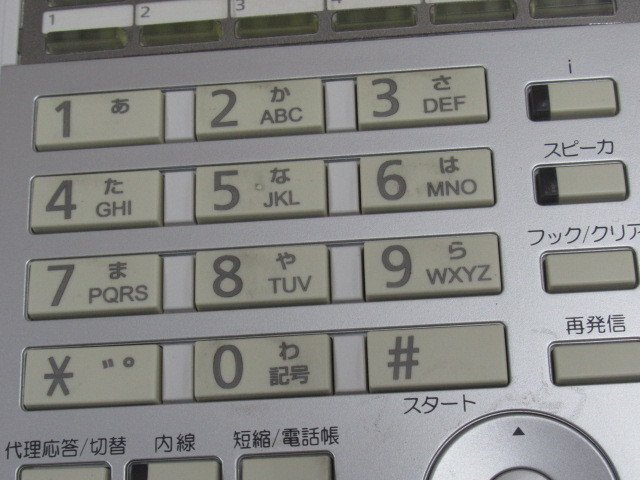 1 2 3
i
1 あ 2 か ABC 3 さ DEF
スピーカ
4 た GHI 5 な JKL 6 は MNO
フック/クリア
7 ま PQRS 8 や TUV 9 ら WXYZ
再発信
* ゛゜ 0 わ 記号 #
スタート
代理応答/切替 内線 短縮/電話帳